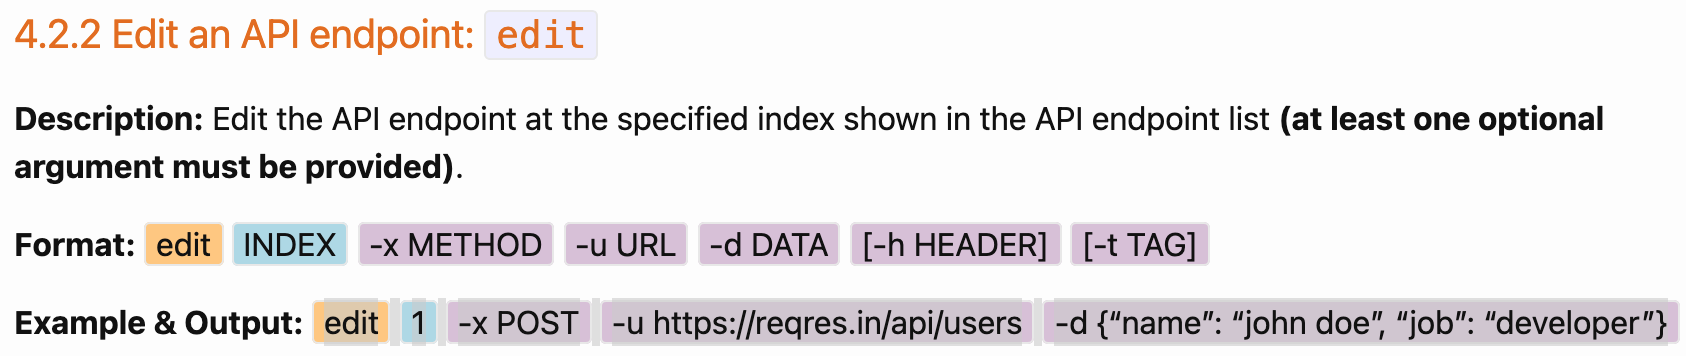 4.2.2 Edit an API endpoint: edit
Description: Edit the API endpoint at the specified index shown in the API endpoint list (at least one optional
argument must be provided).
Format: edit INDEX -x METHOD -u URL -d DATA [-h HEADER] [-t TAG]
Example & Output: edit 1 -x POST -u https://reqres.in/api/users -d {“name”: “john doe”, “job”: “developer”}